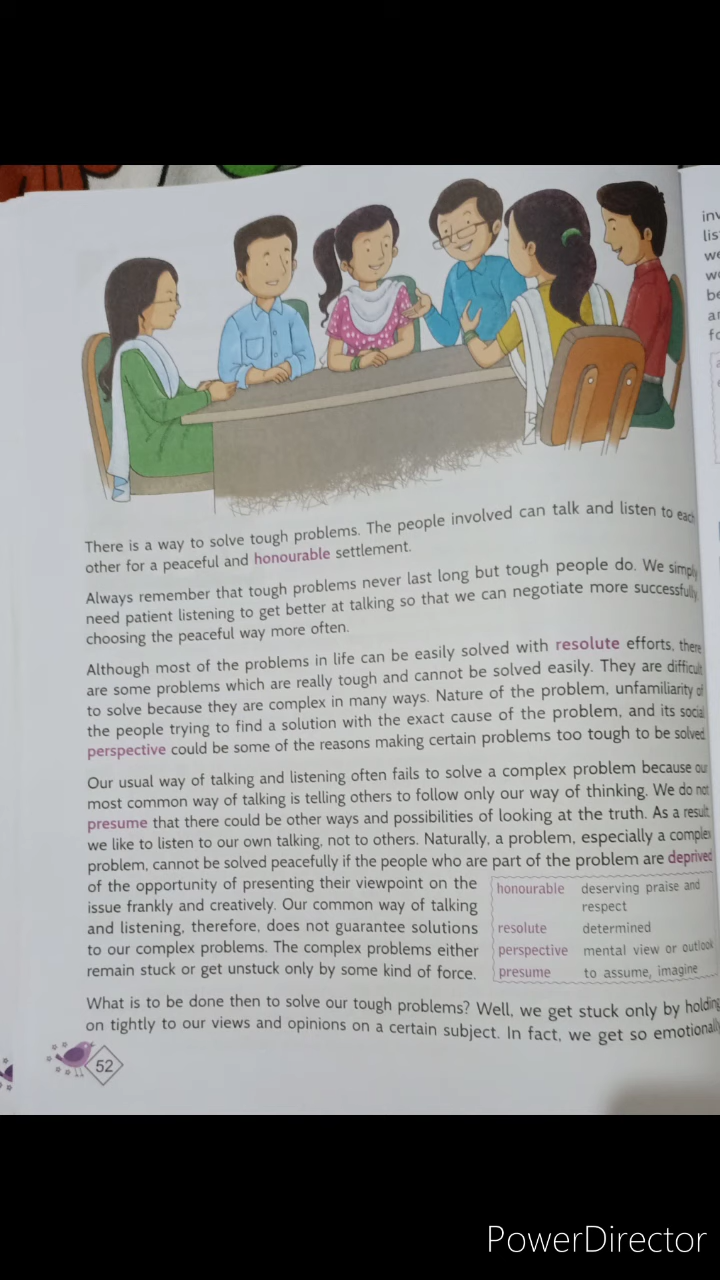 There is a way to solve tough problems. The people involved can talk and listen to each
other for a peaceful and honourable settlement.
Always remember that tough problems never last long but tough people do. We simply
need patient listening to get better at talking so that we can negotiate more successfully
choosing the peaceful way more often.
Although most of the problems in life can be easily solved with resolute efforts, there
are some problems which are really tough and cannot be solved easily. They are difficult
to solve because they are complex in many ways. Nature of the problem, unfamiliarity of
the people trying to find a solution with the exact cause of the problem, and its social
perspective could be some of the reasons making certain problems too tough to be solved.
Our usual way of talking and listening often fails to solve a complex problem because our
most common way of talking is telling others to follow only our way of thinking. We do not
presume that there could be other ways and possibilities of looking at the truth. As a result,
we like to listen to our own talking, not to others. Naturally, a problem, especially a complex
problem, cannot be solved peacefully if the people who are part of the problem are deprived
of the opportunity of presenting their viewpoint on the
issue frankly and creatively. Our common way of talking
and listening, therefore, does not guarantee solutions
to our complex problems. The complex problems either
remain stuck or get unstuck only by some kind of force.
honourable deserving praise and
respect
resolute determined
perspective mental view or outlook
presume to assume, imagine
What is to be done then to solve our tough problems? Well, we get stuck only by holding
on tightly to our views and opinions on a certain subject. In fact, we get so emotionally
52
PowerDirector